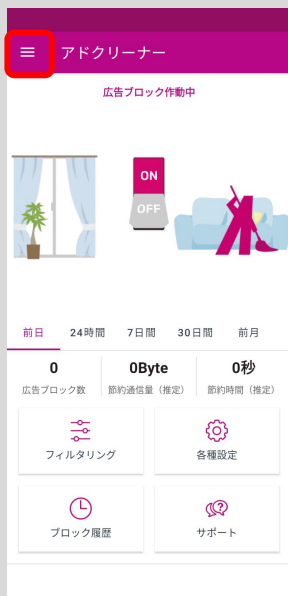 アドクリーナー
広告ブロック作動中
ON
OFF
前日 24時間 7日間 30日間 前月
0 0Byte 0秒
広告ブロック数 節約通信量（推定） 節約時間（推定）
フィルタリング 各種設定
ブロック履歴 サポート